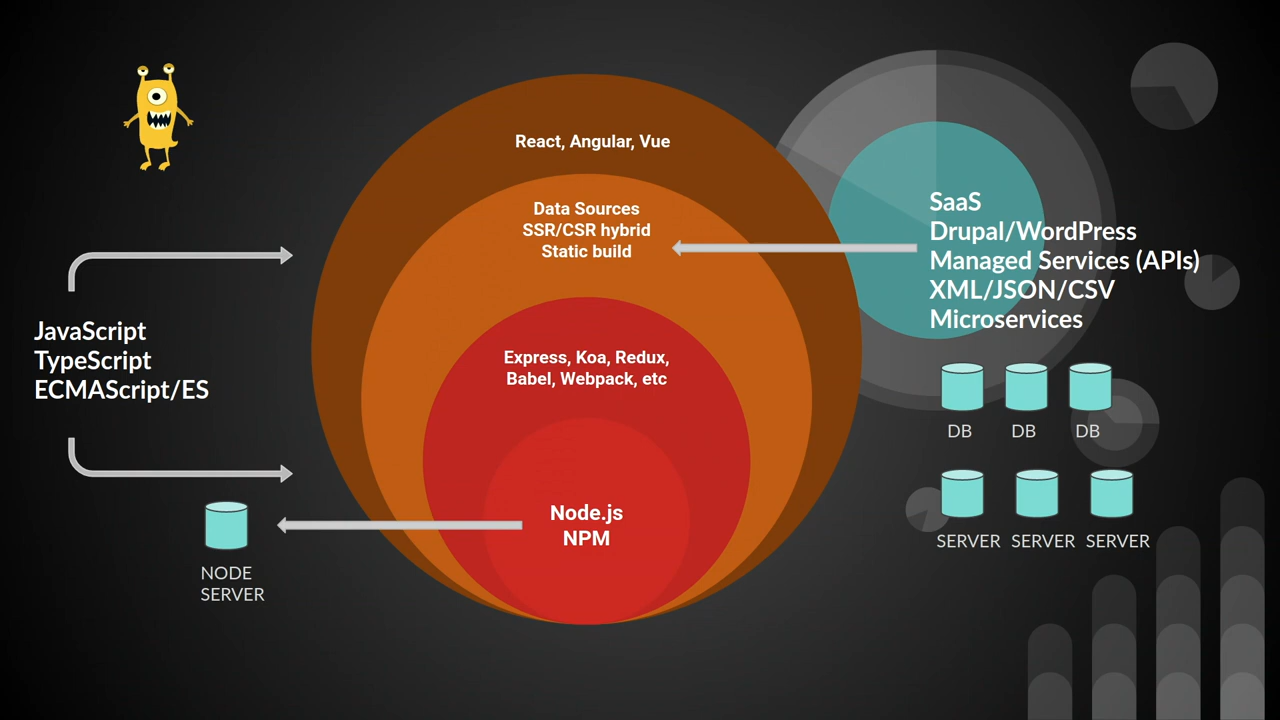 React, Angular, Vue
Data Sources
SSR/CSR hybrid
Static build
SaaS
Drupal/WordPress
Managed Services (APIs)
XML/JSON/CSV
Microservices
JavaScript
TypeScript
ECMAScript/ES
Express, Koa, Redux,
Babel, Webpack, etc
DB DB DB
Node.js
NPM
SERVER SERVER SERVER
NODE
SERVER